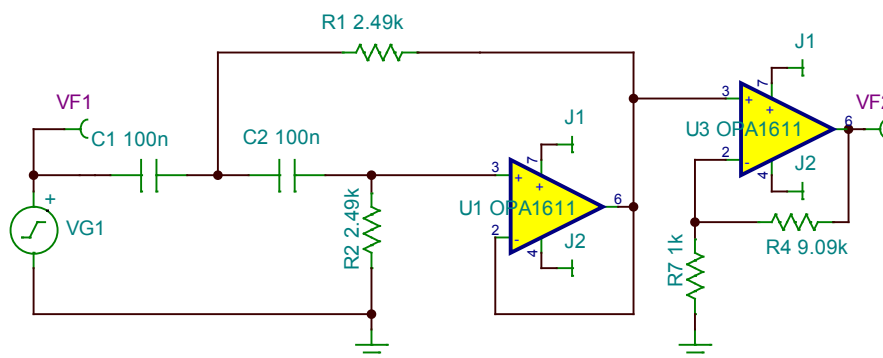 R1 2.49k
J1
J1
VF1
VF2
C1 100n
C2 100n
3
+
7
+
U3 OPA1611
6
2
-
4
J2
3
+
7
+
U1 OPA1611
6
2
-
4
J2
+
VG1
R2 2.49k
R4 9.09k
R7 1k